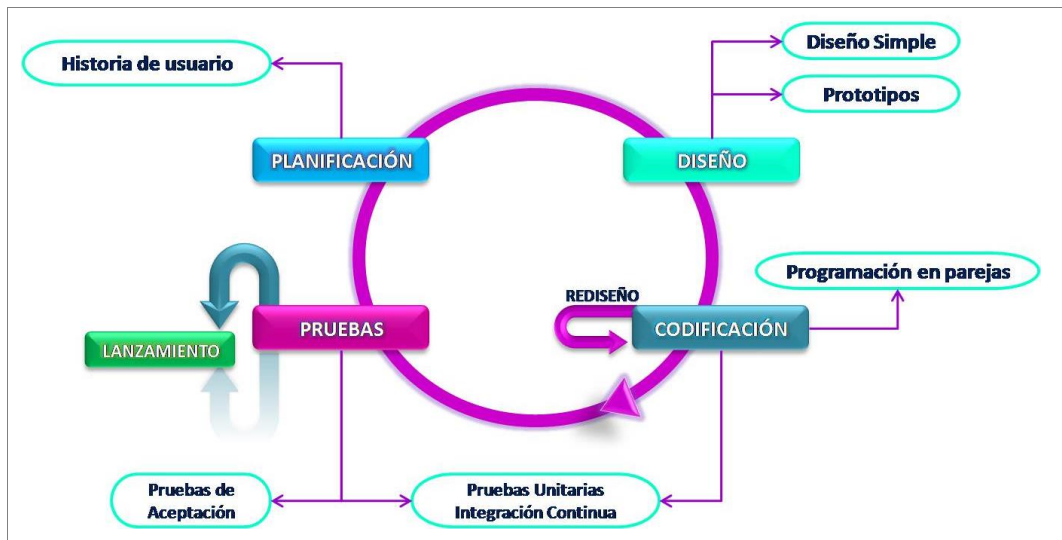 Diseño Simple
Historia de usuario
Prototipos
PLANIFICACIÓN
DISEÑO
Programación en parejas
REDISEÑO
PRUEBAS
CODIFICACIÓN
LANZAMIENTO
Pruebas de
Aceptación
Pruebas Unitarias
Integración Continua